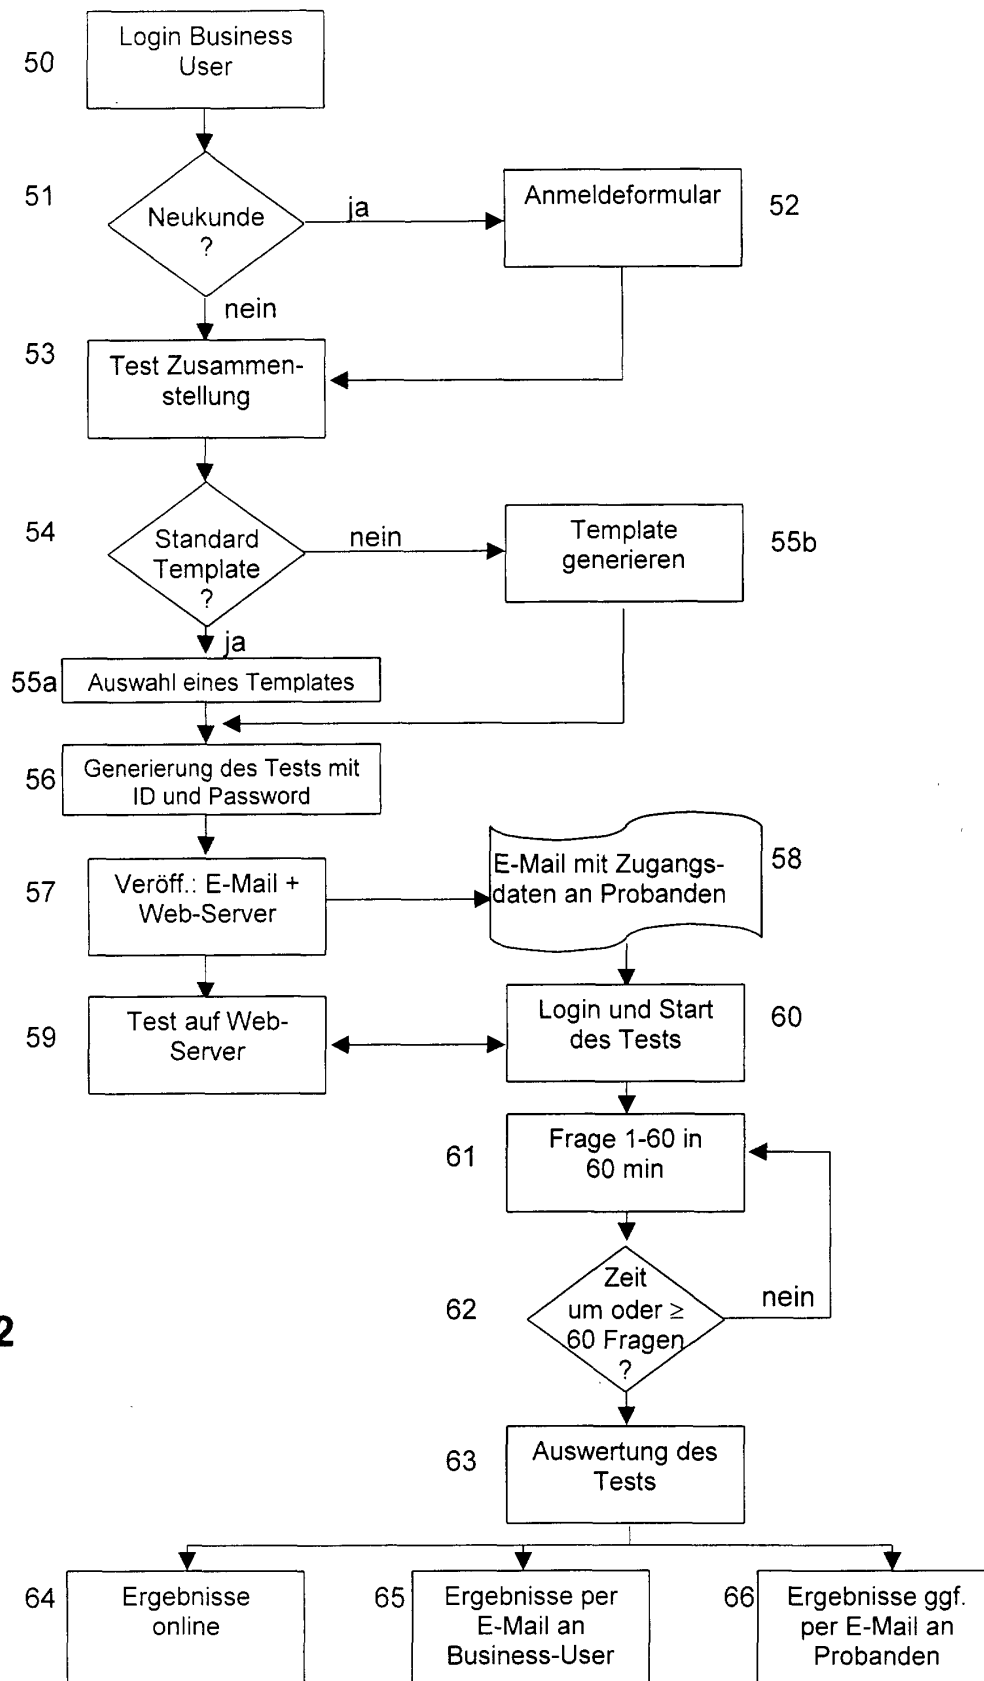 Login Business
User
50
51
Neukunde
?
ja
Anmeldeformular
52
nein
53
Test Zusammen-
stellung
54
Standard
Template
?
nein
Template
generieren
55b
ja
55a
Auswahl eines Templates
56
Generierung des Tests mit
ID und Password
57
Veröff.: E-Mail +
Web-Server
E-Mail mit Zugangs-
daten an Probanden
58
59
Test auf Web-
Server
Login und Start
des Tests
60
61
Frage 1-60 in
60 min
62
Zeit
um oder ≥
60 Fragen
?
nein
2
63
Auswertung des
Tests
64
Ergebnisse
online
65
Ergebnisse per
E-Mail an
Business-User
66
Ergebnisse ggf.
per E-Mail an
Probanden